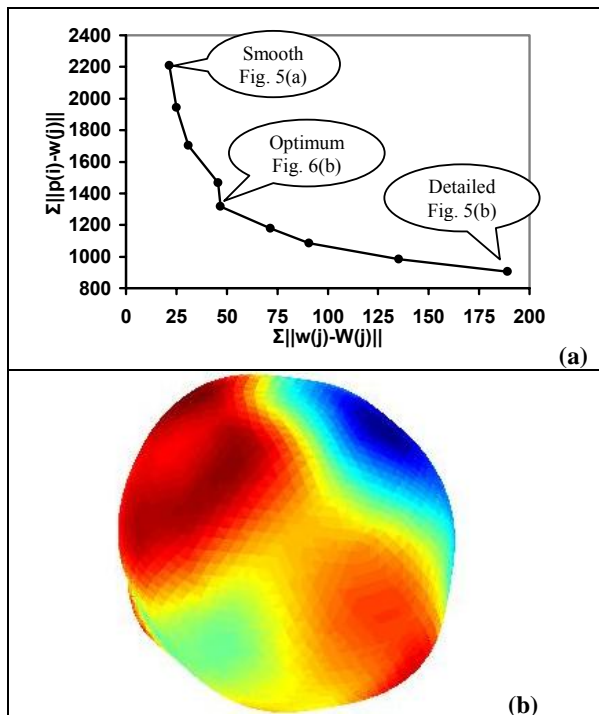 2400
2200
2000
1800
1600
1400
1200
1000
800
Σ||p(i)-w(j)||
Smooth
Fig. 5(a)
Optimum
Fig. 6(b)
Detailed
Fig. 5(b)
0 25 50 75 100 125 150 175 200
Σ||w(j)-W(j)||
(a)
(b)